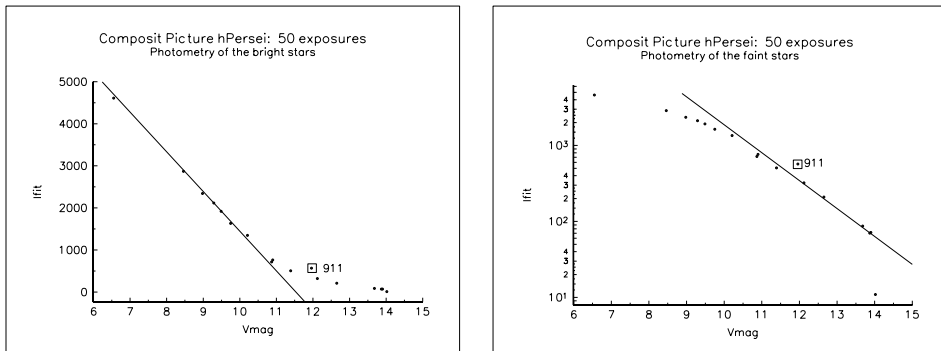 Composit Picture hPersei: 50 exposures
Photometry of the bright stars
5000
4000
3000
2000
1000
0
Ifit
911
6 7 8 9 10 11 12 13 14 15
Vmag
Composit Picture hPersei: 50 exposures
Photometry of the faint stars
4
3
2
10³
4
3
2
10²
4
3
2
10¹
Ifit
911
6 7 8 9 10 11 12 13 14 15
Vmag